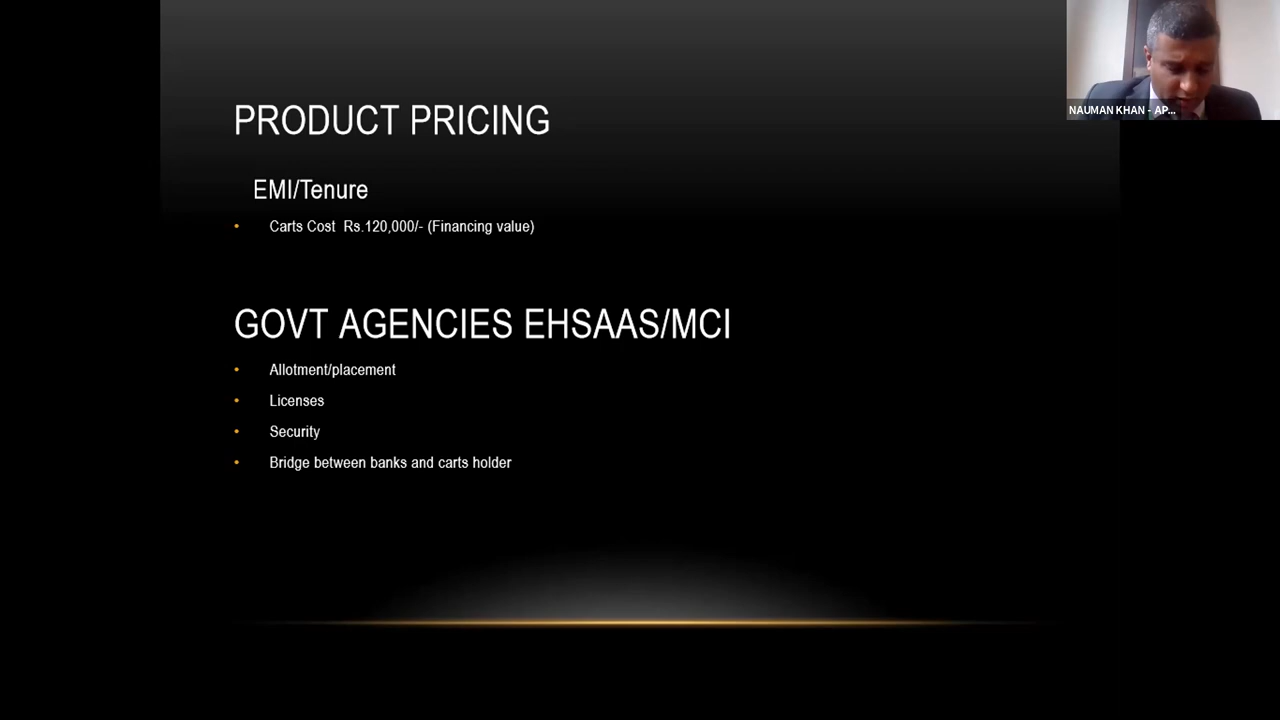 PRODUCT PRICING
EMI/Tenure
• Carts Cost Rs.120,000/- (Financing value)
GOVT AGENCIES EHSAAS/MCI
• Allotment/placement
• Licenses
• Security
• Bridge between banks and carts holder
NAUMAN KHAN - AP...